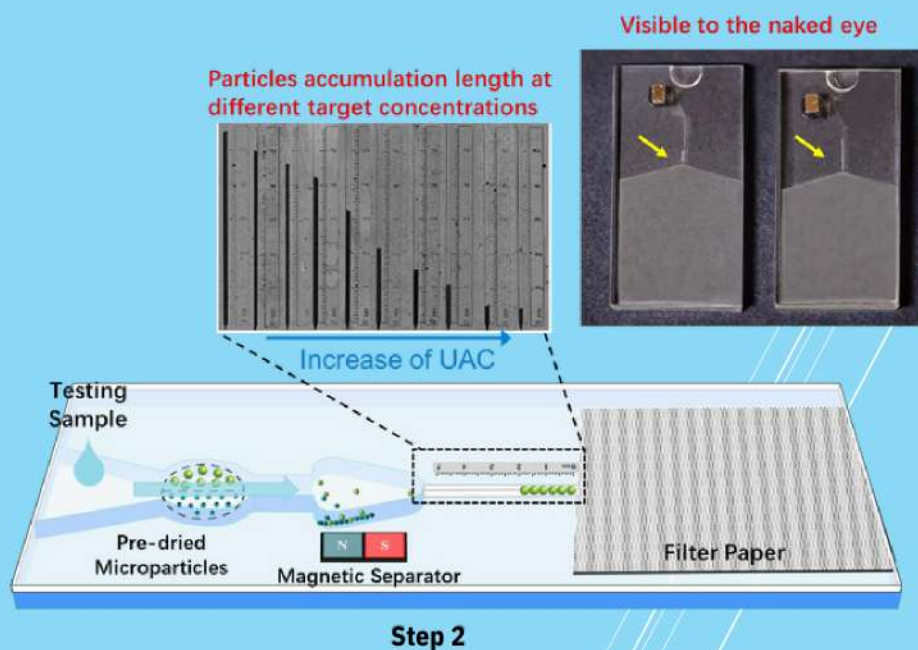 Visible to the naked eye
Particles accumulation length at
different target concentrations
Increase of UAC
Testing
Sample
Pre-dried
Microparticles
N S
Magnetic Separator
Filter Paper
Step 2